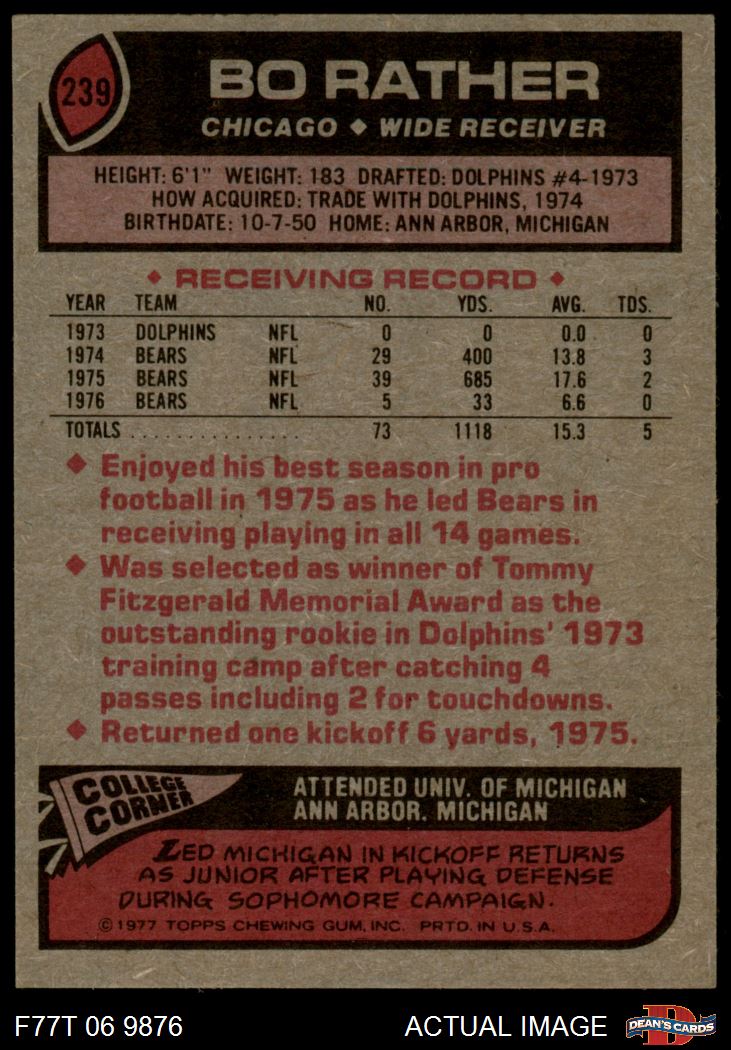 239
BO RATHER
CHICAGO ◆ WIDE RECEIVER
HEIGHT: 6'1" WEIGHT: 183 DRAFTED: DOLPHINS #4-1973
HOW ACQUIRED: TRADE WITH DOLPHINS, 1974
BIRTHDATE: 10-7-50 HOME: ANN ARBOR, MICHIGAN
◆ RECEIVING RECORD ◆
YEAR TEAM NO. YDS. AVG. TDS.
1973 DOLPHINS NFL 0 0 0.0 0
1974 BEARS NFL 29 400 13.8 3
1975 BEARS NFL 39 685 17.6 2
1976 BEARS NFL 5 33 6.6 0
TOTALS . . . . . . . . . . . . . . . . 73 1118 15.3 5
◆ Enjoyed his best season in pro
football in 1975 as he led Bears in
receiving playing in all 14 games.
◆ Was selected as winner of Tommy
Fitzgerald Memorial Award as the
outstanding rookie in Dolphins' 1973
training camp after catching 4
passes including 2 for touchdowns.
◆ Returned one kickoff 6 yards, 1975.
COLLEGE
CORNER
ATTENDED UNIV. OF MICHIGAN
ANN ARBOR, MICHIGAN
LED MICHIGAN IN KICKOFF RETURNS
AS JUNIOR AFTER PLAYING DEFENSE
DURING SOPHOMORE CAMPAIGN.
© 1977 TOPPS CHEWING GUM, INC. PRTD. IN U.S.A.
F77T 06 9876 ACTUAL IMAGE
D
DEAN'S CARDS